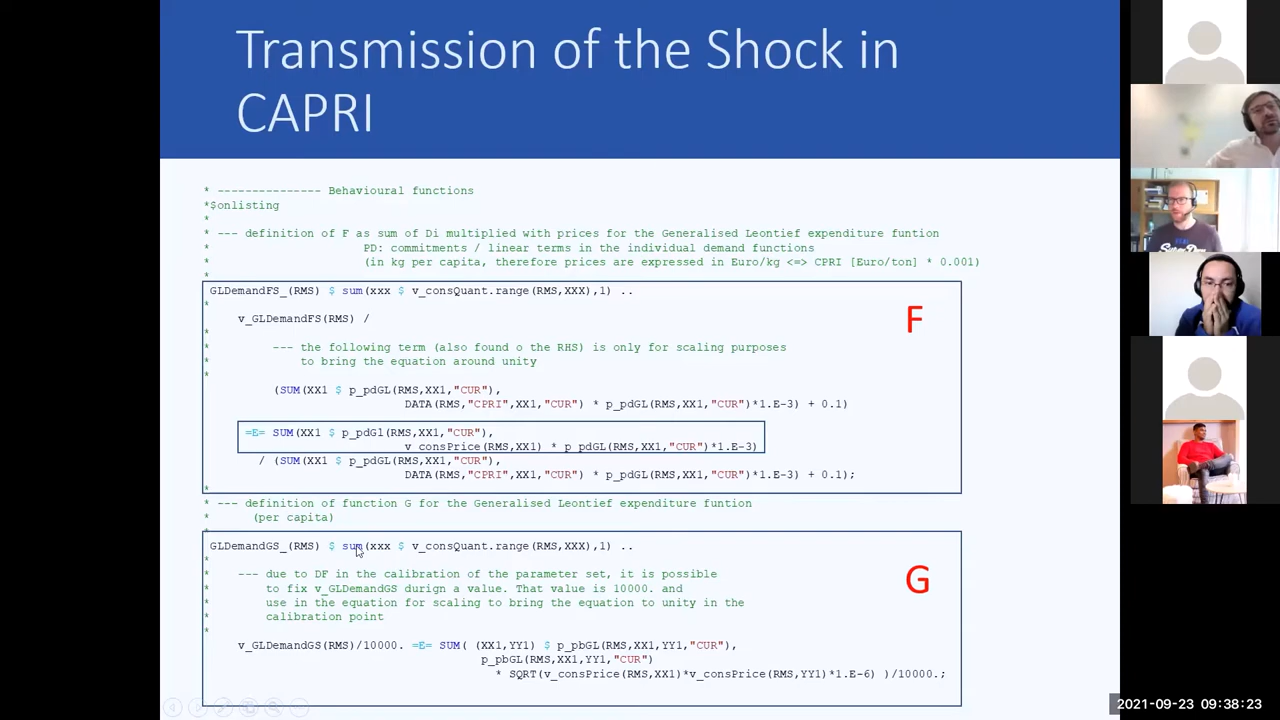 Transmission of the Shock in
CAPRI
* --------------- Behavioural functions
*$onlisting
*
* --- definition of F as sum of Di multiplied with prices for the Generalised Leontief expenditure funtion
* PD: commitments / linear terms in the individual demand functions
* (in kg per capita, therefore prices are expressed in Euro/kg <=> CPRI [Euro/ton] * 0.001)
*
GLDemandFS_(RMS) $ sum(xxx $ v_consQuant.range(RMS,XXX),1) ..
*
v_GLDemandFS(RMS) /
*
* --- the following term (also found o the RHS) is only for scaling purposes
* to bring the equation around unity
*
(SUM(XX1 $ p_pdGL(RMS,XX1,"CUR"),
DATA(RMS,"CPRI",XX1,"CUR") * p_pdGL(RMS,XX1,"CUR")*1.E-3) + 0.1)
=E= SUM(XX1 $ p_pdGl(RMS,XX1,"CUR"),
v_consPrice(RMS,XX1) * p_pdGL(RMS,XX1,"CUR")*1.E-3)
/ (SUM(XX1 $ p_pdGL(RMS,XX1,"CUR"),
DATA(RMS,"CPRI",XX1,"CUR") * p_pdGL(RMS,XX1,"CUR")*1.E-3) + 0.1);
F
*
* --- definition of function G for the Generalised Leontief expenditure funtion
* (per capita)
*
GLDemandGS_(RMS) $ sum(xxx $ v_consQuant.range(RMS,XXX),1) ..
*
* --- due to DF in the calibration of the parameter set, it is possible
* to fix v_GLDemandGS durign a value. That value is 10000. and
* use in the equation for scaling to bring the equation to unity in the
* calibration point
*
v_GLDemandGS(RMS)/10000. =E= SUM( (XX1,YY1) $ p_pbGL(RMS,XX1,YY1,"CUR"),
p_pbGL(RMS,XX1,YY1,"CUR")
* SQRT(v_consPrice(RMS,XX1)*v_consPrice(RMS,YY1)*1.E-6) )/10000.;
G
2021-09-23 09:38:23